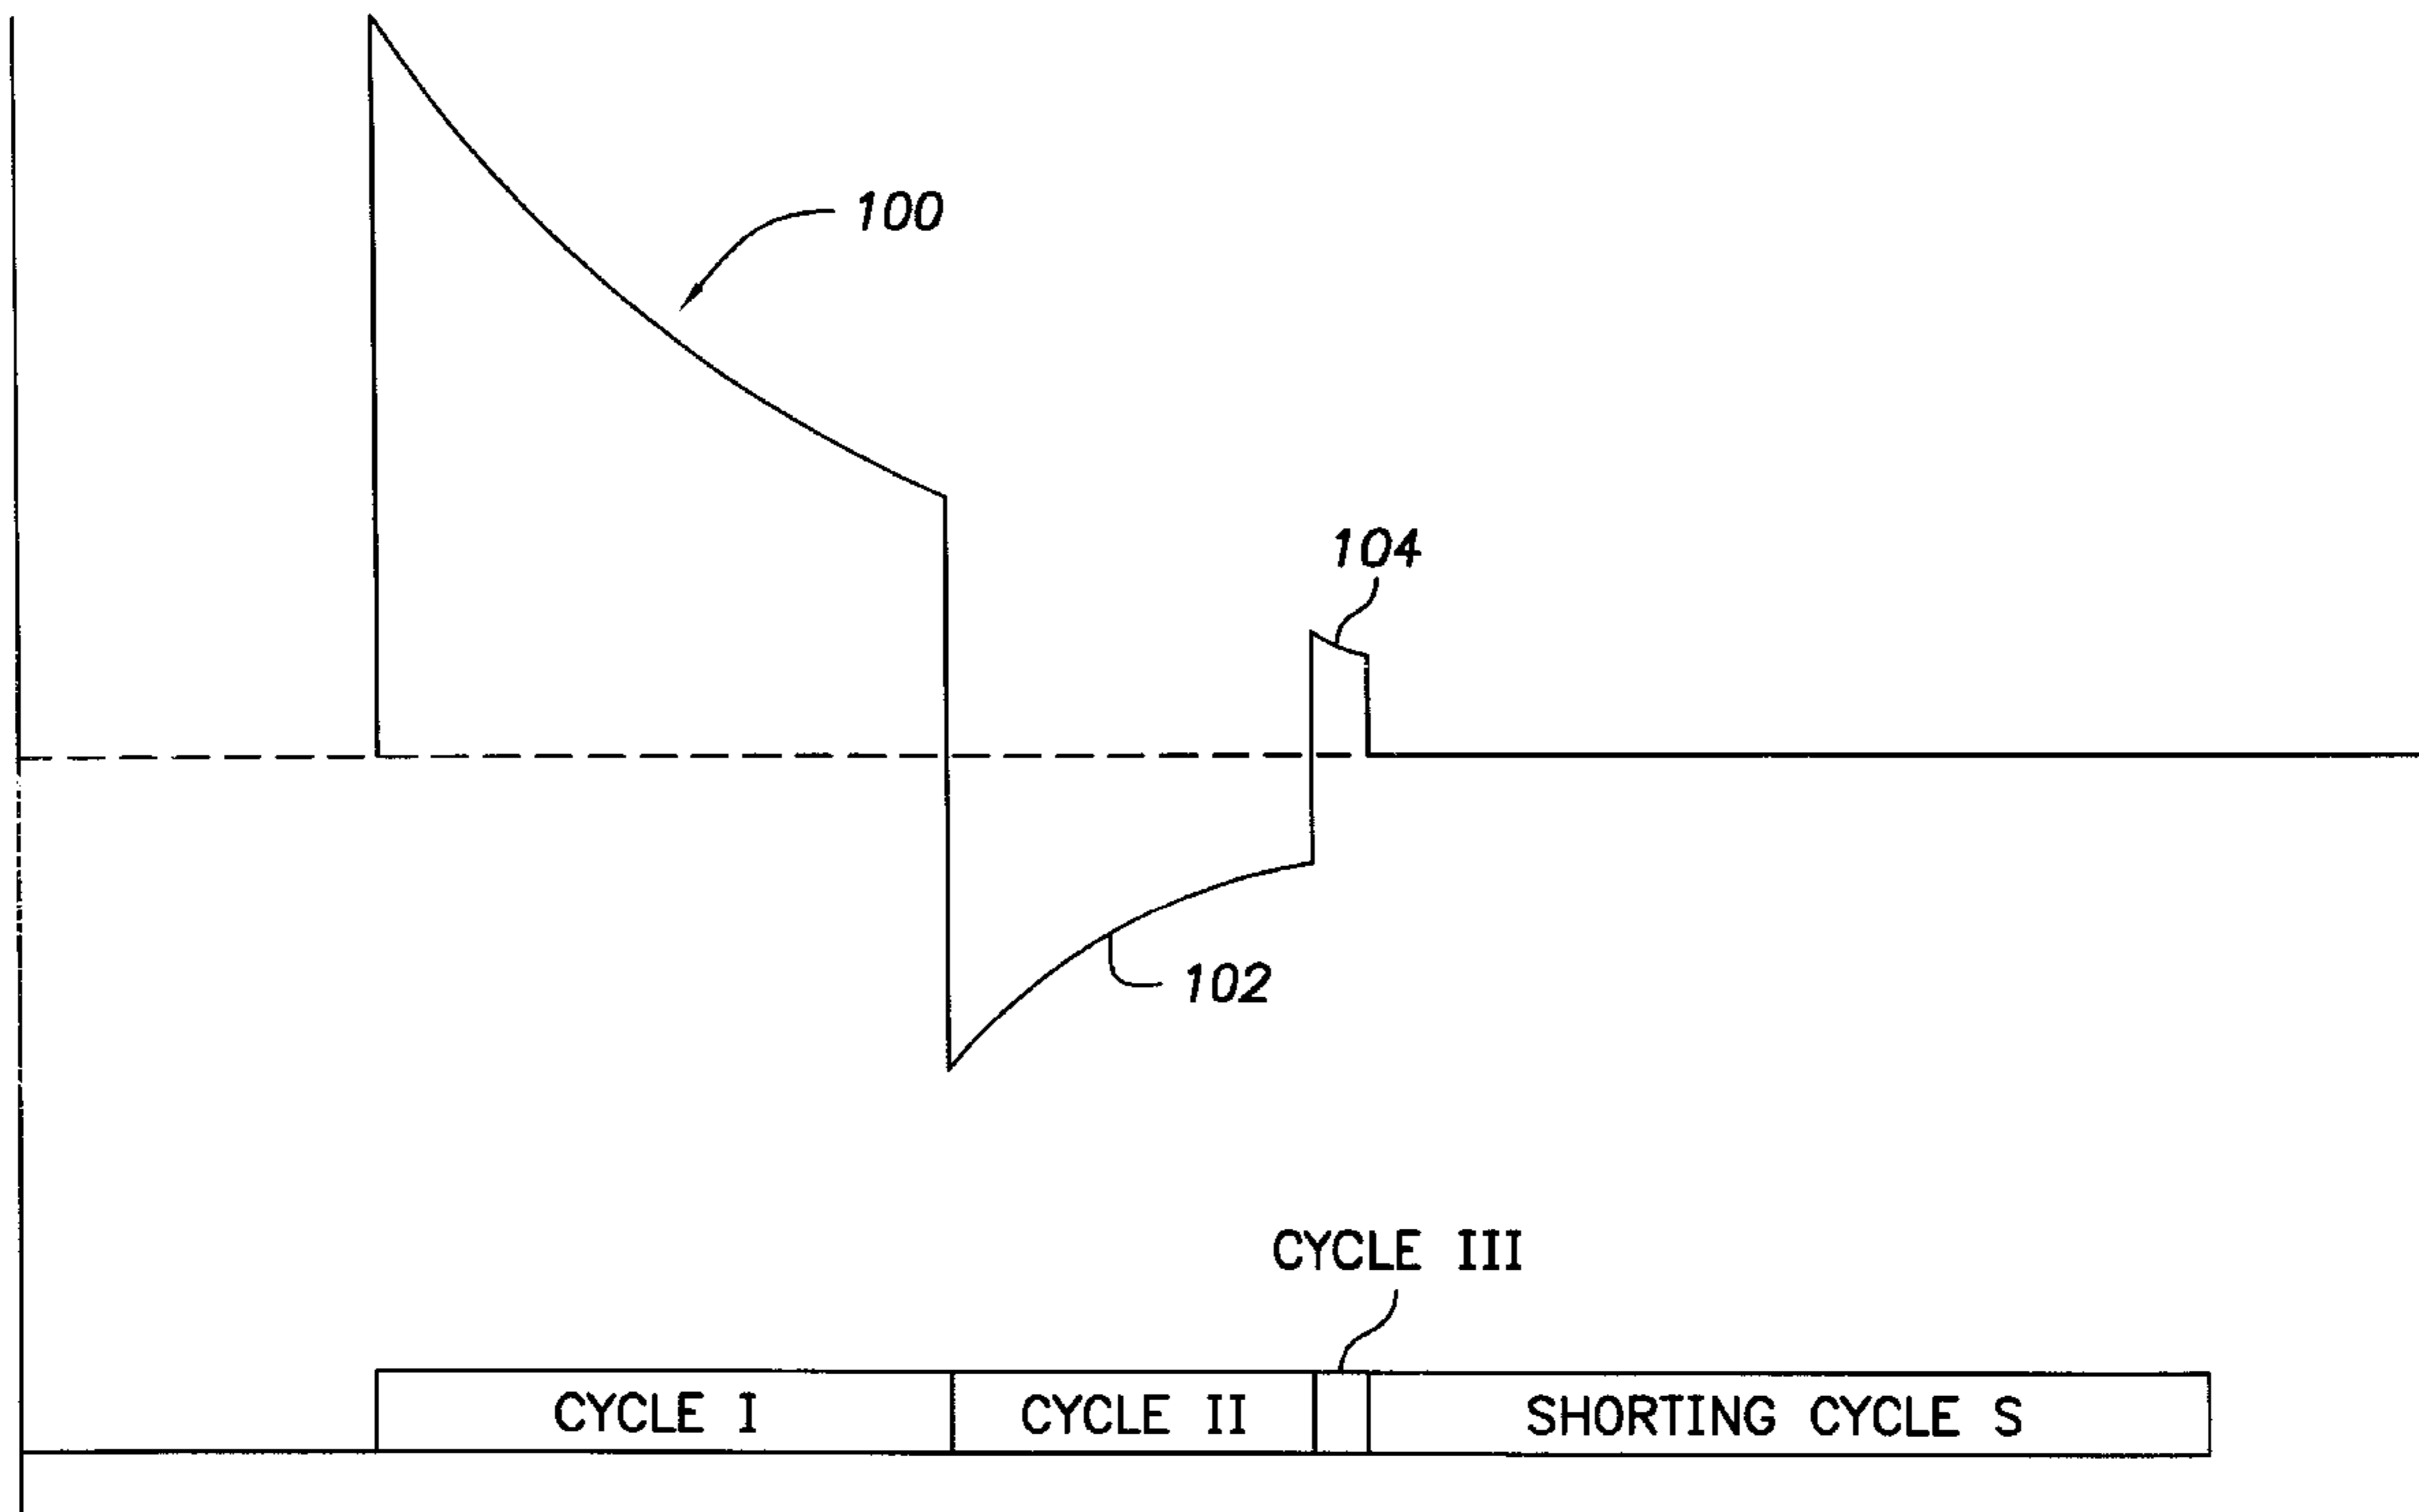 100
104
102
CYCLE III
CYCLE I
CYCLE II
SHORTING CYCLE S